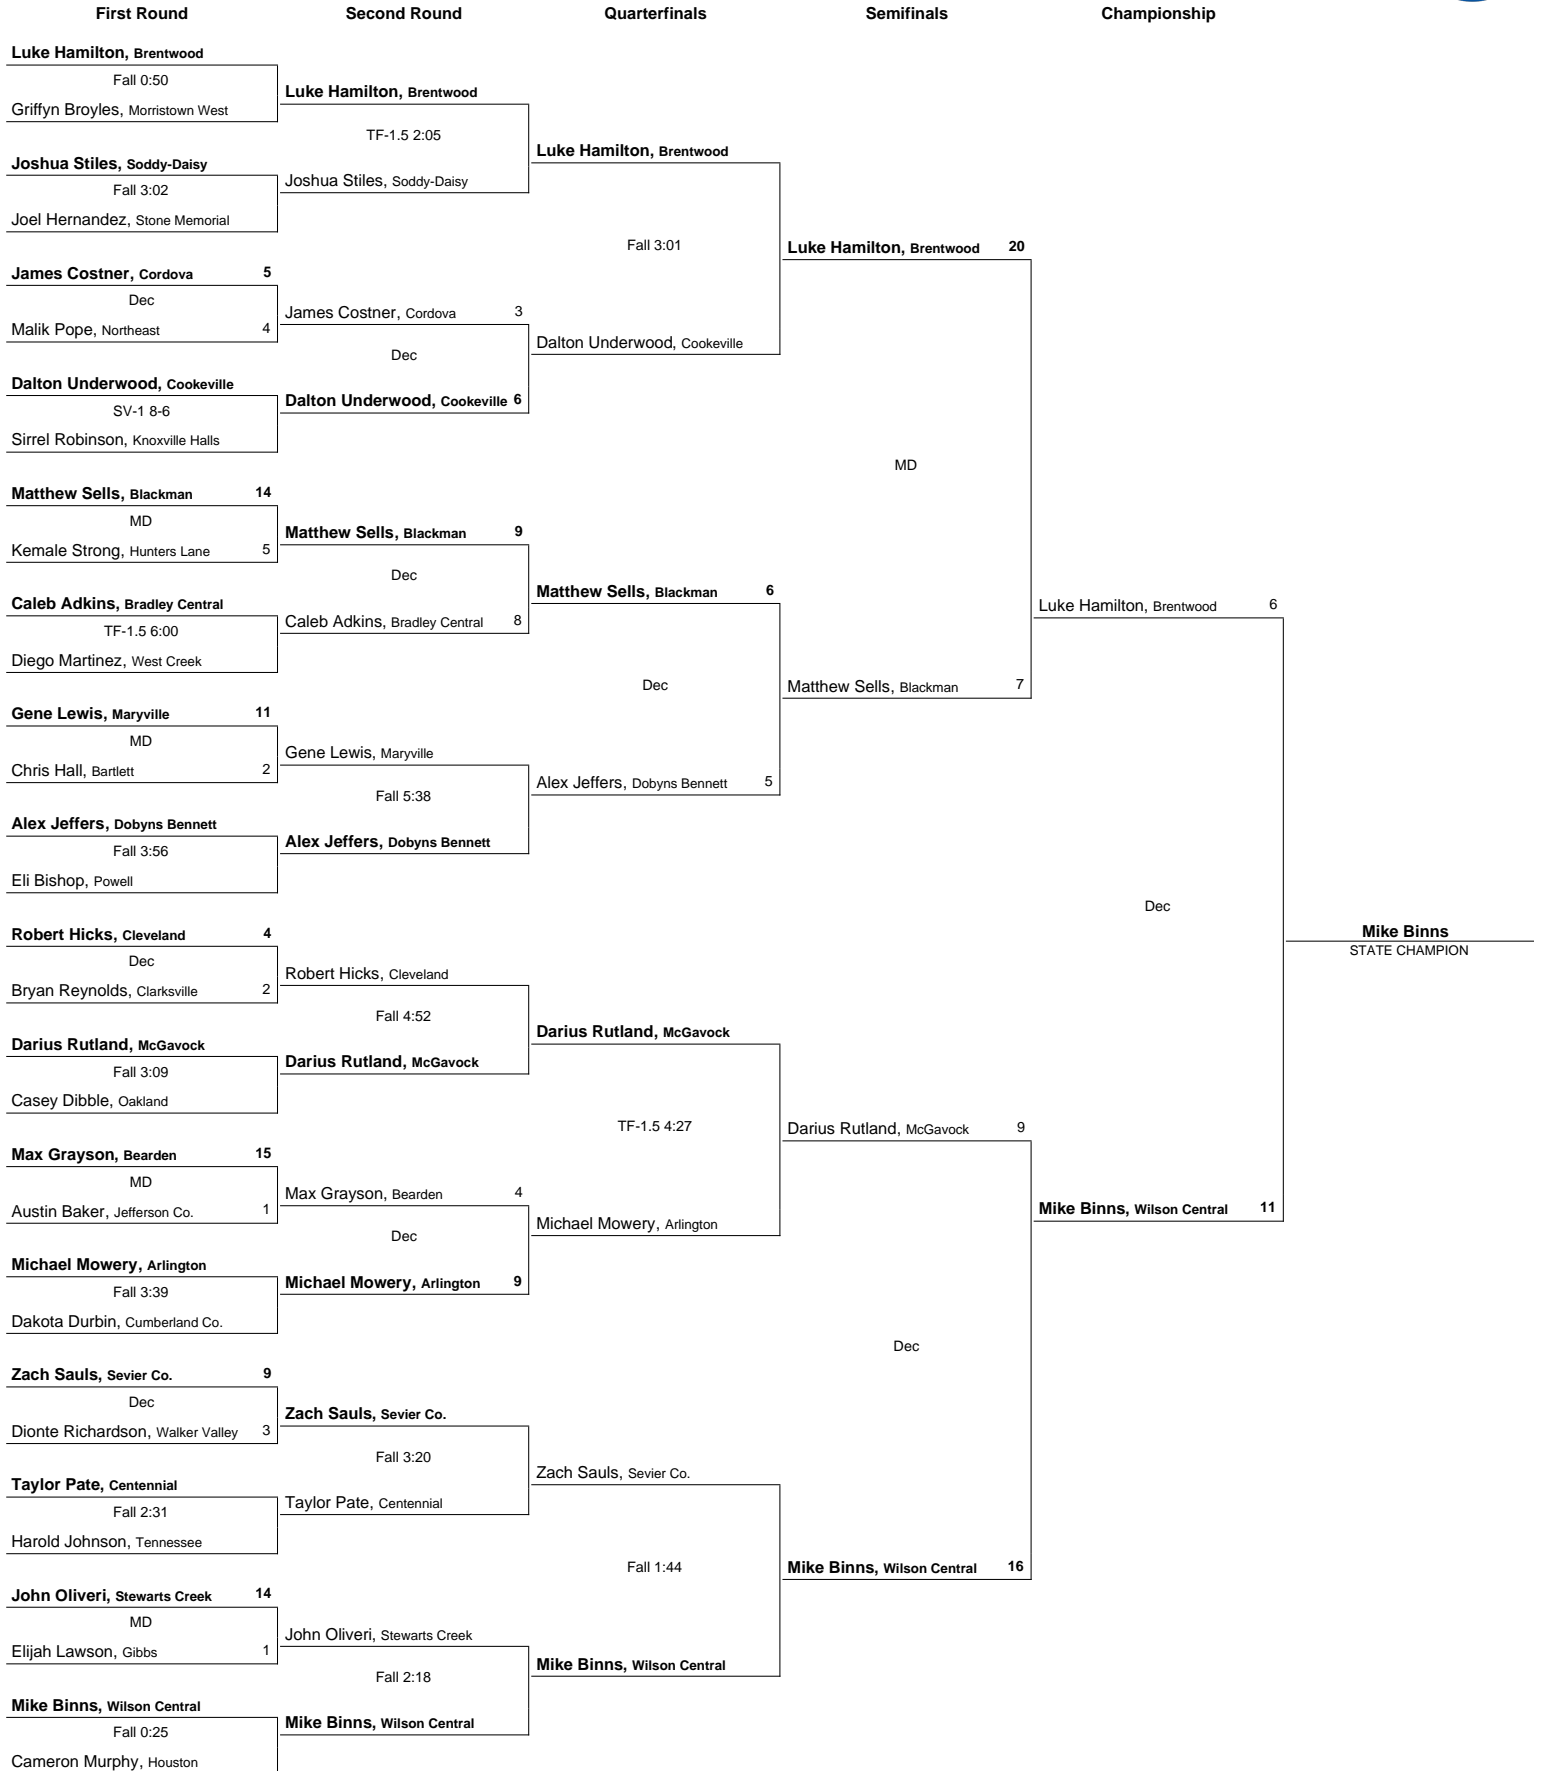 First Round
Second Round
Quarterfinals
Semifinals
Championship
Luke Hamilton, Brentwood
Fall 0:50
Griffyn Broyles, Morristown West
Joshua Stiles, Soddy-Daisy
Fall 3:02
Joel Hernandez, Stone Memorial
James Costner, Cordova 5
Dec
Malik Pope, Northeast 4
Dalton Underwood, Cookeville
SV-1 8-6
Sirrel Robinson, Knoxville Halls
Matthew Sells, Blackman 14
MD
Kemale Strong, Hunters Lane 5
Caleb Adkins, Bradley Central
TF-1.5 6:00
Diego Martinez, West Creek
Gene Lewis, Maryville 11
MD
Chris Hall, Bartlett 2
Alex Jeffers, Dobyns Bennett
Fall 3:56
Eli Bishop, Powell
Robert Hicks, Cleveland 4
Dec
Bryan Reynolds, Clarksville 2
Darius Rutland, McGavock
Fall 3:09
Casey Dibble, Oakland
Max Grayson, Bearden 15
MD
Austin Baker, Jefferson Co. 1
Michael Mowery, Arlington
Fall 3:39
Dakota Durbin, Cumberland Co.
Zach Sauls, Sevier Co. 9
Dec
Dionte Richardson, Walker Valley 3
Taylor Pate, Centennial
Fall 2:31
Harold Johnson, Tennessee
John Oliveri, Stewarts Creek 14
MD
Elijah Lawson, Gibbs 1
Mike Binns, Wilson Central
Fall 0:25
Cameron Murphy, Houston
Luke Hamilton, Brentwood
TF-1.5 2:05
Joshua Stiles, Soddy-Daisy
James Costner, Cordova 3
Dec
Dalton Underwood, Cookeville 6
Matthew Sells, Blackman 9
Dec
Caleb Adkins, Bradley Central 8
Gene Lewis, Maryville
Fall 5:38
Alex Jeffers, Dobyns Bennett
Robert Hicks, Cleveland
Fall 4:52
Darius Rutland, McGavock
Max Grayson, Bearden 4
Dec
Michael Mowery, Arlington 9
Zach Sauls, Sevier Co.
Fall 3:20
Taylor Pate, Centennial
John Oliveri, Stewarts Creek
Fall 2:18
Mike Binns, Wilson Central
Luke Hamilton, Brentwood
Fall 3:01
Dalton Underwood, Cookeville
Matthew Sells, Blackman 6
Dec
Alex Jeffers, Dobyns Bennett 5
Darius Rutland, McGavock
TF-1.5 4:27
Michael Mowery, Arlington
Zach Sauls, Sevier Co.
Fall 1:44
Mike Binns, Wilson Central
Luke Hamilton, Brentwood 20
MD
Matthew Sells, Blackman 7
Darius Rutland, McGavock 9
Dec
Mike Binns, Wilson Central 16
Luke Hamilton, Brentwood 6
Dec
Mike Binns, Wilson Central 11
Mike Binns
STATE CHAMPION